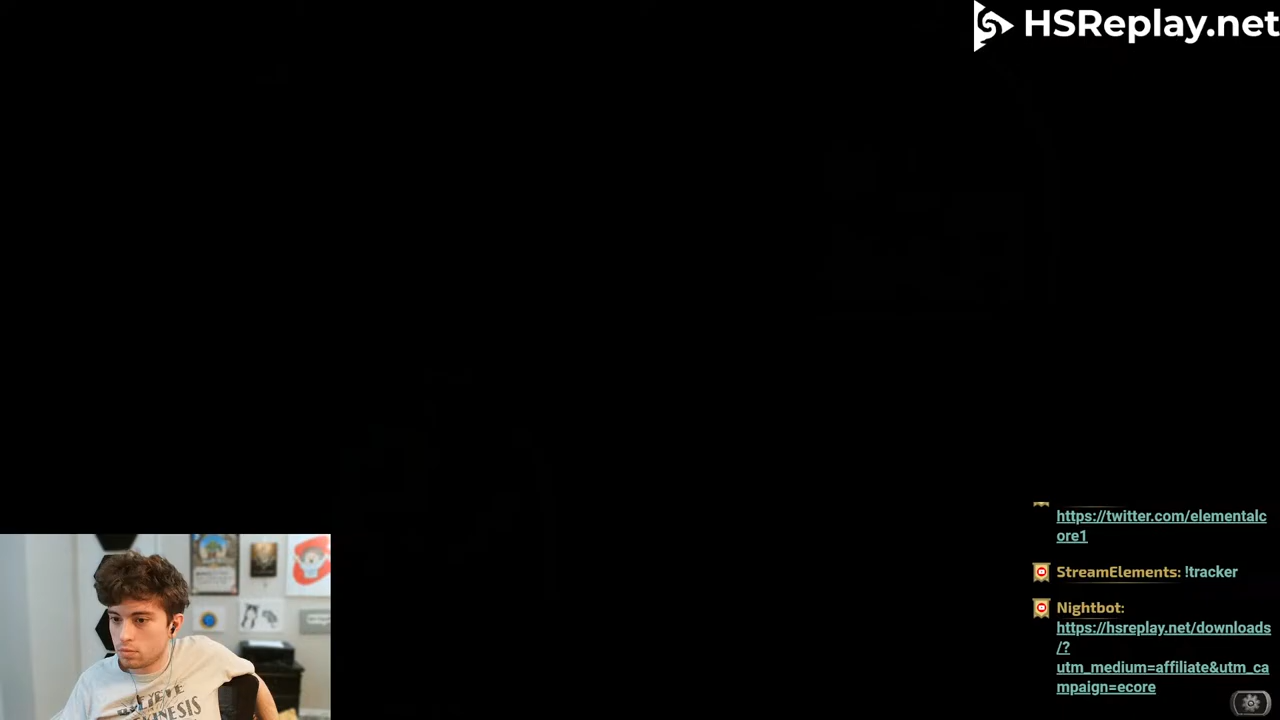 HSReplay.net
https://twitter.com/elementalc
ore1
StreamElements: !tracker
Nightbot:
https://hsreplay.net/downloads
/?
utm_medium=affiliate&utm_ca
mpaign=ecore